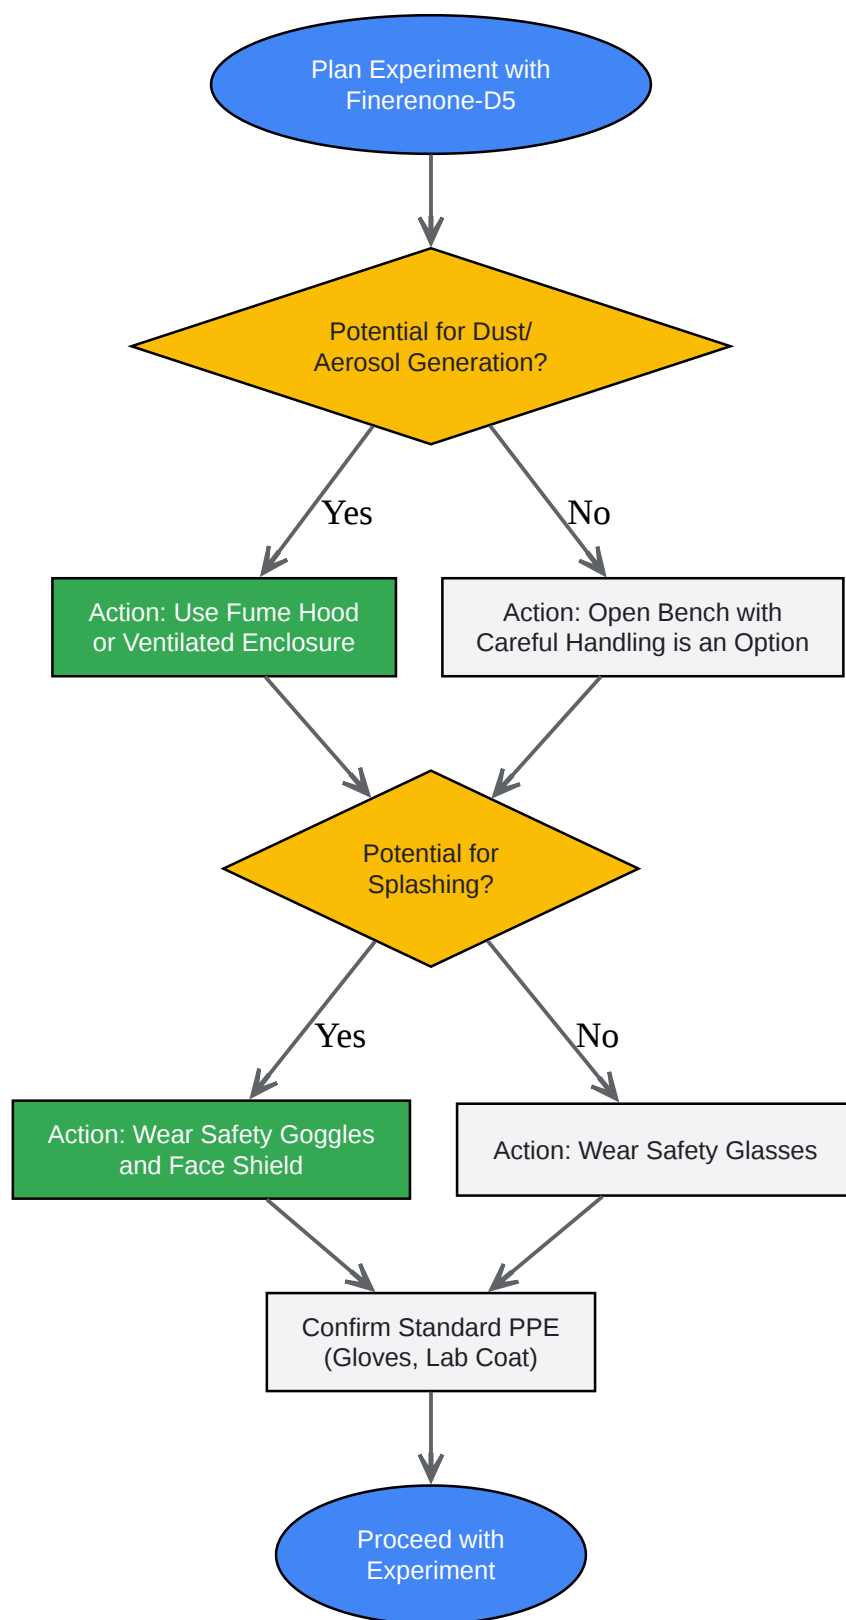 Plan Experiment with
Finerenone-D5
Potential for Dust/
Aerosol Generation?
Yes
No
Action: Use Fume Hood
or Ventilated Enclosure
Action: Open Bench with
Careful Handling is an Option
Potential for
Splashing?
Yes
No
Action: Wear Safety Goggles
and Face Shield
Action: Wear Safety Glasses
Confirm Standard PPE
(Gloves, Lab Coat)
Proceed with
Experiment